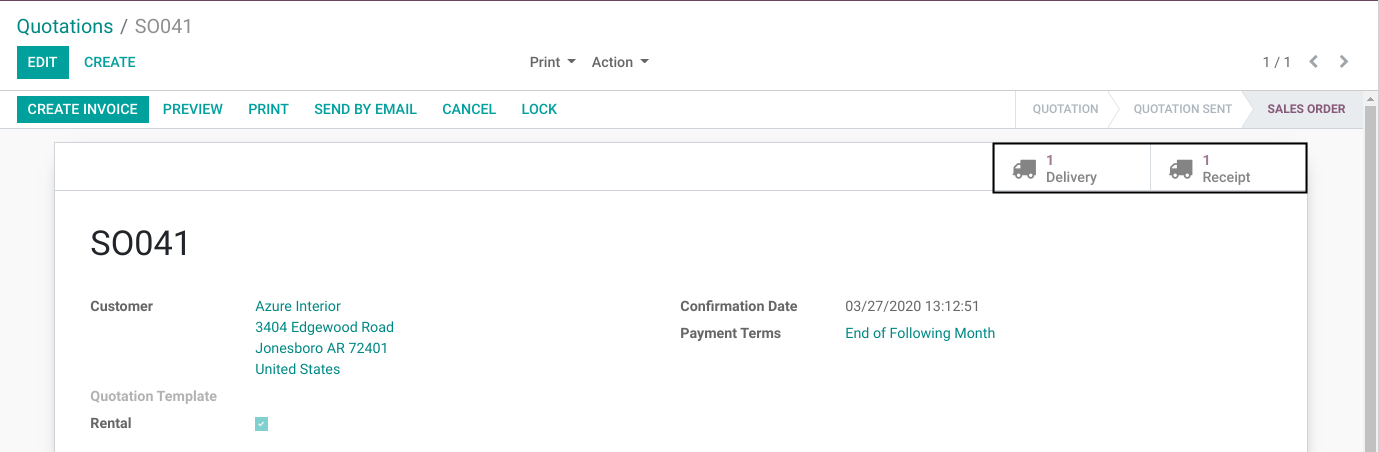 Quotations / SO041
EDIT CREATE Print Action 1 / 1
CREATE INVOICE PREVIEW PRINT SEND BY EMAIL CANCEL LOCK QUOTATION QUOTATION SENT SALES ORDER
1 Delivery
1 Receipt
SO041
Customer Azure Interior
3404 Edgewood Road
Jonesboro AR 72401
United States
Confirmation Date 03/27/2020 13:12:51
Payment Terms End of Following Month
Quotation Template
Rental